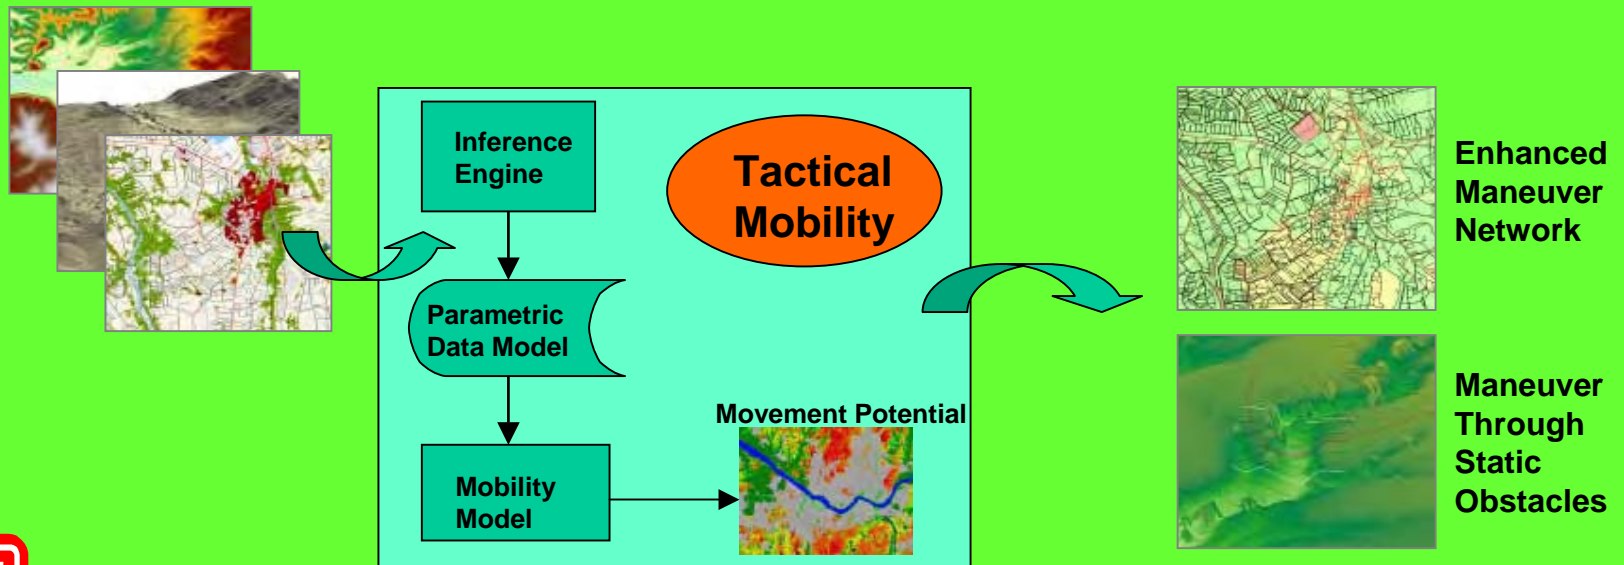 Inference
Engine
Tactical
Mobility
Parametric
Data Model
Movement Potential
Mobility
Model
Enhanced
Maneuver
Network
Maneuver
Through
Static
Obstacles